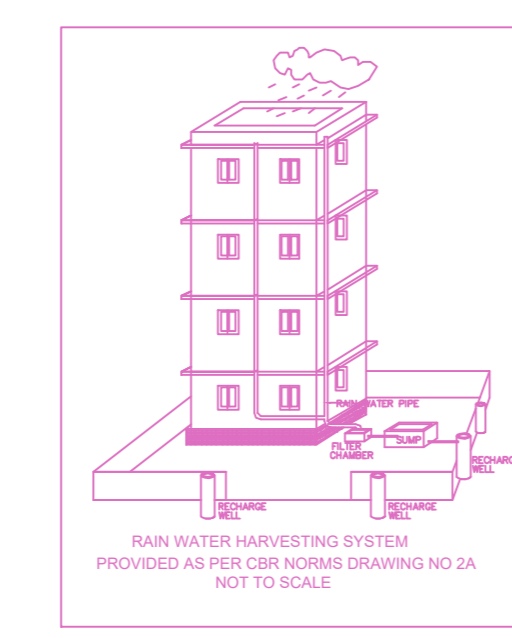 RAIN WATER PIPE
SUMP
FILTER
CHAMBER
RECHARG
WELL
RECHARGE
WELL
RECHARGE
WELL
RAIN WATER HARVESTING SYSTEM
PROVIDED AS PER CBR NORMS DRAWING NO 2A
NOT TO SCALE